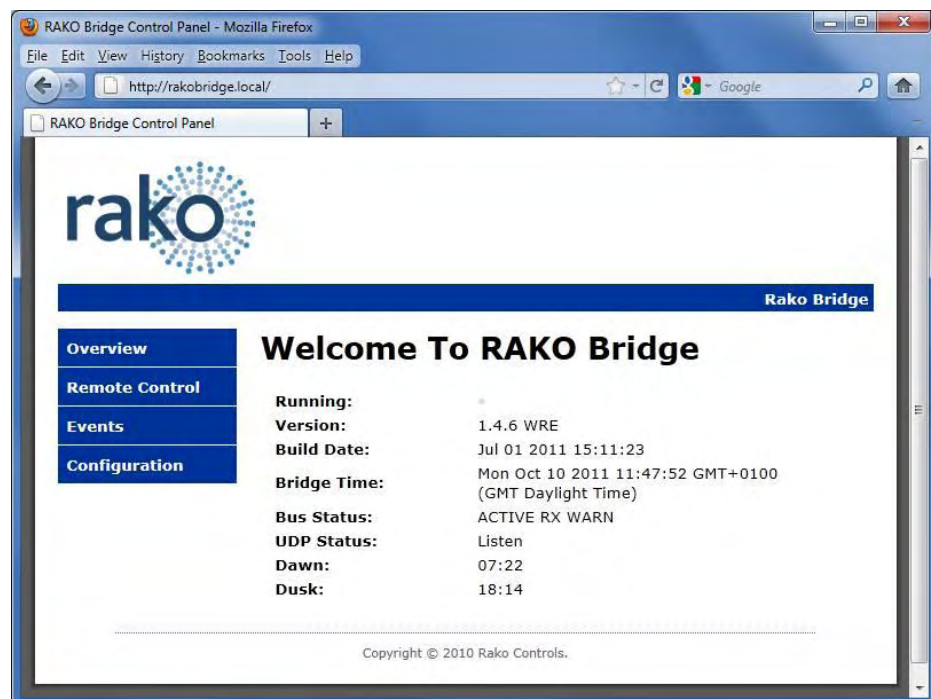 RAKO Bridge Control Panel - Mozilla Firefox
File Edit View History Bookmarks Tools Help
http://rakobridge.local/
Google
RAKO Bridge Control Panel
rako
Rako Bridge
Overview
Remote Control
Events
Configuration
Welcome To RAKO Bridge
Running:
Version: 1.4.6 WRE
Build Date: Jul 01 2011 15:11:23
Bridge Time: Mon Oct 10 2011 11:47:52 GMT+0100
(GMT Daylight Time)
Bus Status: ACTIVE RX WARN
UDP Status: Listen
Dawn: 07:22
Dusk: 18:14
Copyright © 2010 Rako Controls.